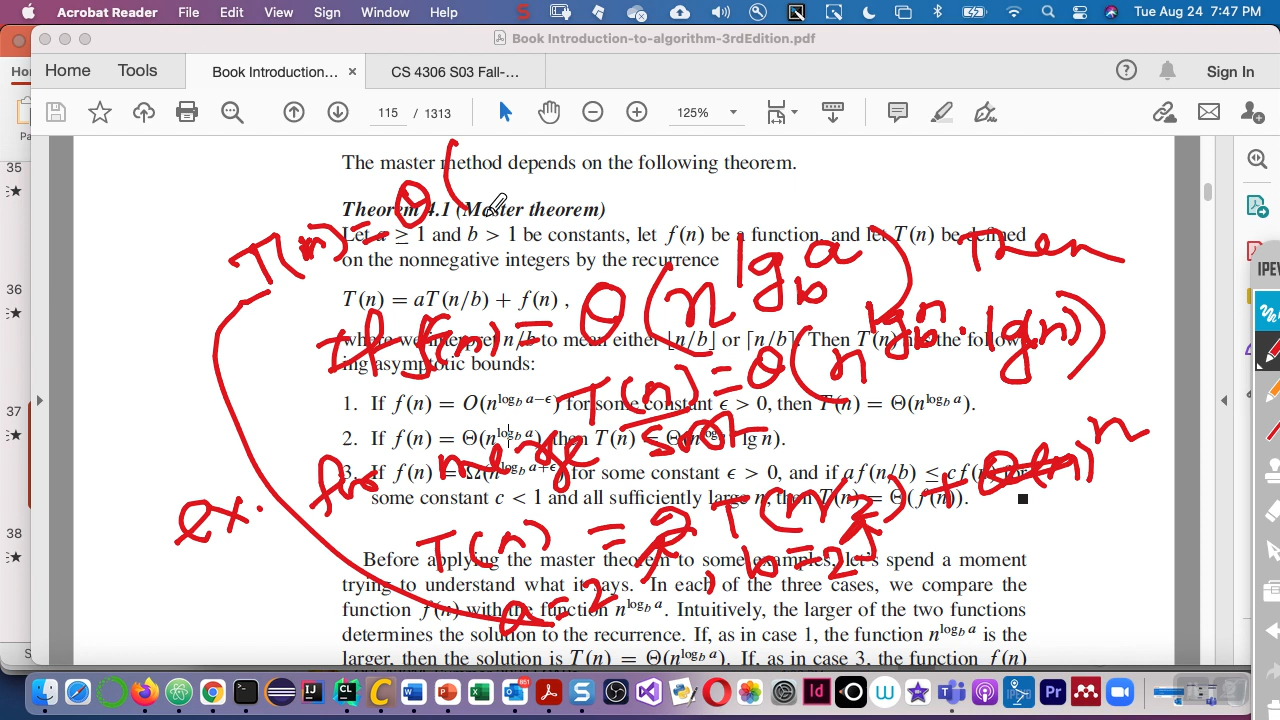 Acrobat Reader File Edit View Sign Window Help Tue Aug 24 7:47 PM
Book Introduction-to-algorithm-3rdEdition.pdf
Home Tools Book Introduction... × CS 4306 S03 Fall-... Sign In
115 / 1313 125%
35
36
37
38
The master method depends on the following theorem.
Theorem 4.1 (Master theorem)
Let a ≥ 1 and b > 1 be constants, let f(n) be a function, and let T(n) be defined
on the nonnegative integers by the recurrence
T(n) = aT(n/b) + f(n) ,
where we interpret n/b to mean either ⌊n/b⌋ or ⌈n/b⌉. Then T(n) has the follow-
ing asymptotic bounds:
1. If f(n) = O(n^{log_b a−ϵ}) for some constant ϵ > 0, then T(n) = Θ(n^{log_b a}).
2. If f(n) = Θ(n^{log_b a}), then T(n) = Θ(n^{log_b a} lg n).
3. If f(n) = Ω(n^{log_b a+ϵ}) for some constant ϵ > 0, and if af(n/b) ≤ cf(n) for
some constant c < 1 and all sufficiently large n, then T(n) = Θ(f(n)). ■
Before applying the master theorem to some examples, let's spend a moment
trying to understand what it says. In each of the three cases, we compare the
function f(n) with the function n^{log_b a}. Intuitively, the larger of the two functions
determines the solution to the recurrence. If, as in case 1, the function n^{log_b a} is the
larger, then the solution is T(n) = Θ(n^{log_b a}). If, as in case 3, the function f(n)
T(n) = Θ(
If f(n) = Θ(n^{lg_b a}) Then
T(n) = Θ(n^{lg_b n} · lg(n))
ex. for merge sort
T(n) = 2 T(n/2) + n
a = 2, b = 2
IPEV